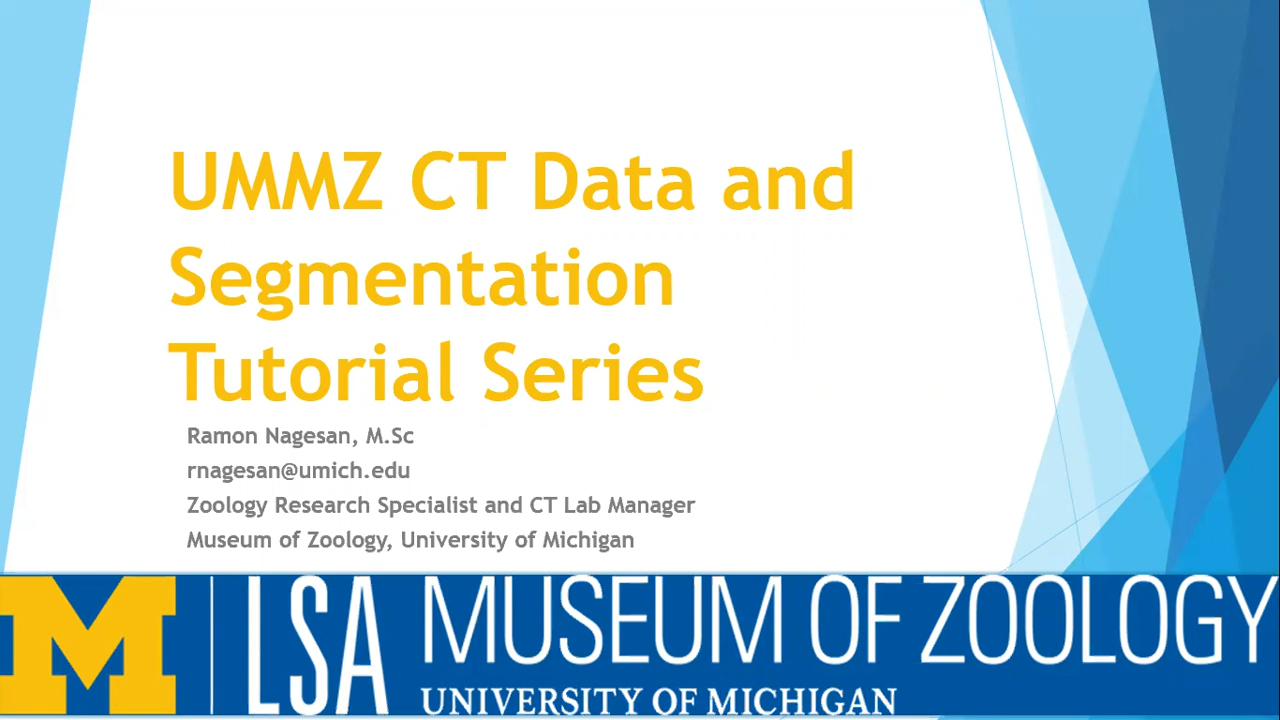 UMMZ CT Data and
Segmentation
Tutorial Series
Ramon Nagesan, M.Sc
rnagesan@umich.edu
Zoology Research Specialist and CT Lab Manager
Museum of Zoology, University of Michigan
M LSA MUSEUM OF ZOOLOGY
UNIVERSITY OF MICHIGAN